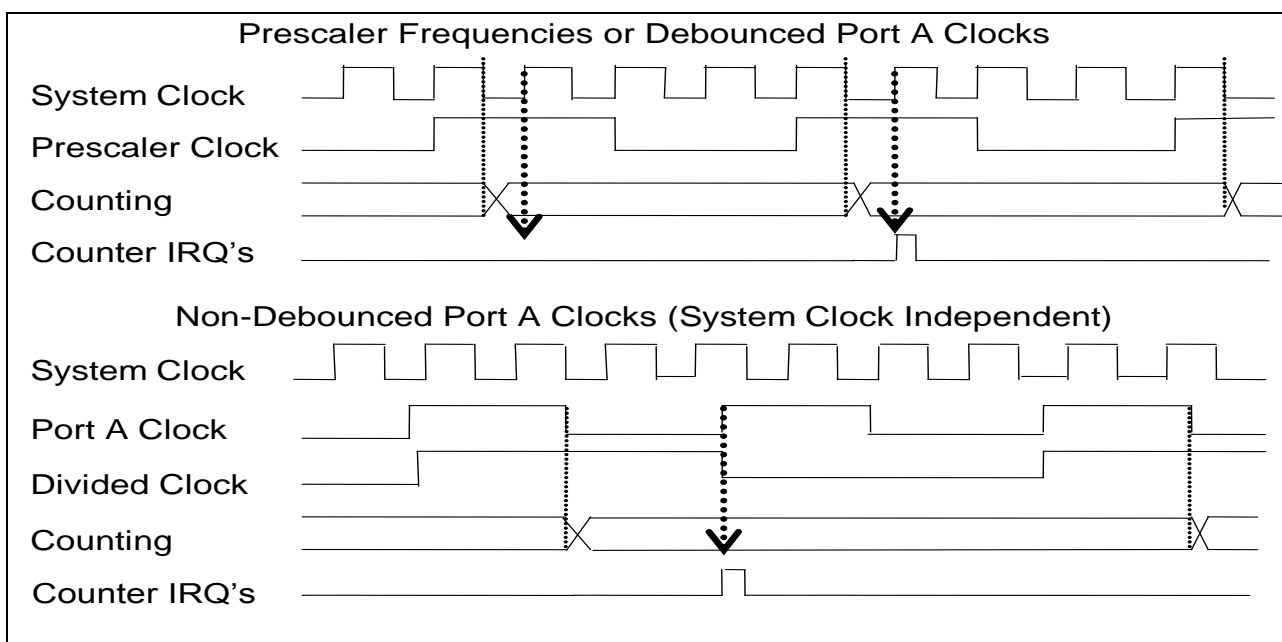 Prescaler Frequencies or Debounced Port A Clocks
System Clock
Prescaler Clock
Counting
Counter IRQ's
Non-Debounced Port A Clocks (System Clock Independent)
System Clock
Port A Clock
Divided Clock
Counting
Counter IRQ's